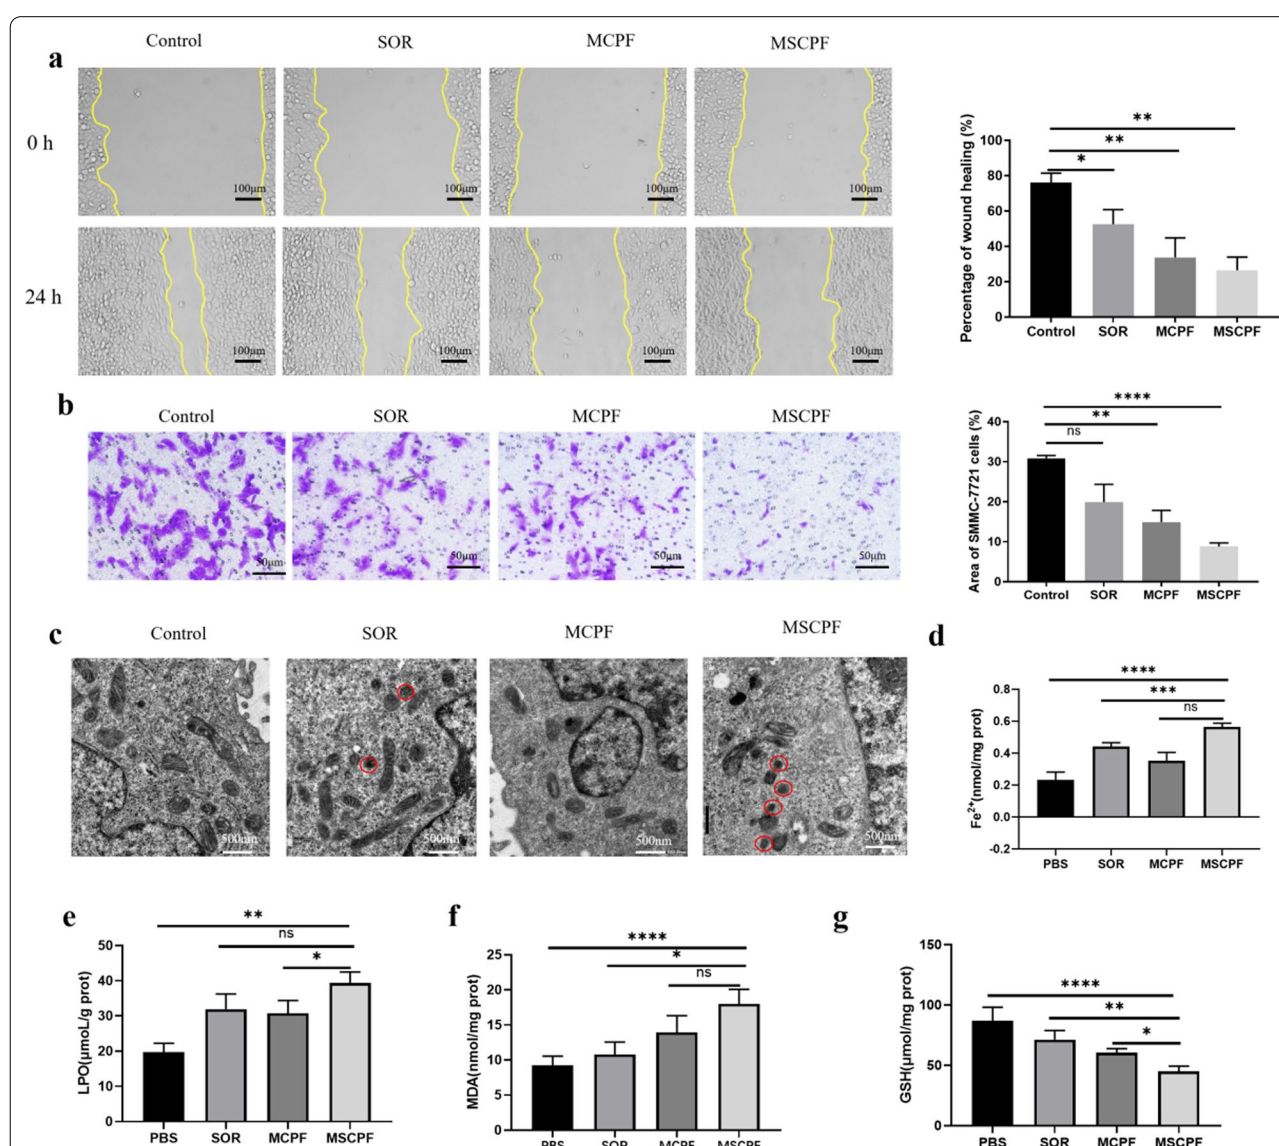 a
Control
SOR
MCPF
MSCPF
0 h
100μm
100μm
100μm
100μm
24 h
100μm
100μm
100μm
100μm
Percentage of wound healing (%)
100
80
60
40
20
0
**
**
*
Control
SOR
MCPF
MSCPF
b
Control
SOR
MCPF
MSCPF
50μm
50μm
50μm
50μm
Area of SMMC-7721 cells (%)
40
30
20
10
0
****
**
ns
Control
SOR
MCPF
MSCPF
c
Control
SOR
MCPF
MSCPF
500nm
500nm
500nm
500nm
d
Fe2+(nmol/mg prot)
0.8
0.6
0.4
0.2
0.0
-0.2
****
***
ns
PBS
SOR
MCPF
MSCPF
e
LPO(μmoL/g prot)
50
40
30
20
10
0
**
ns
*
PBS
SOR
MCPF
MSCPF
f
MDA(nmol/mg prot)
25
20
15
10
5
0
****
*
ns
PBS
SOR
MCPF
MSCPF
g
GSH(μmol/mg prot)
150
100
50
0
****
**
*
PBS
SOR
MCPF
MSCPF